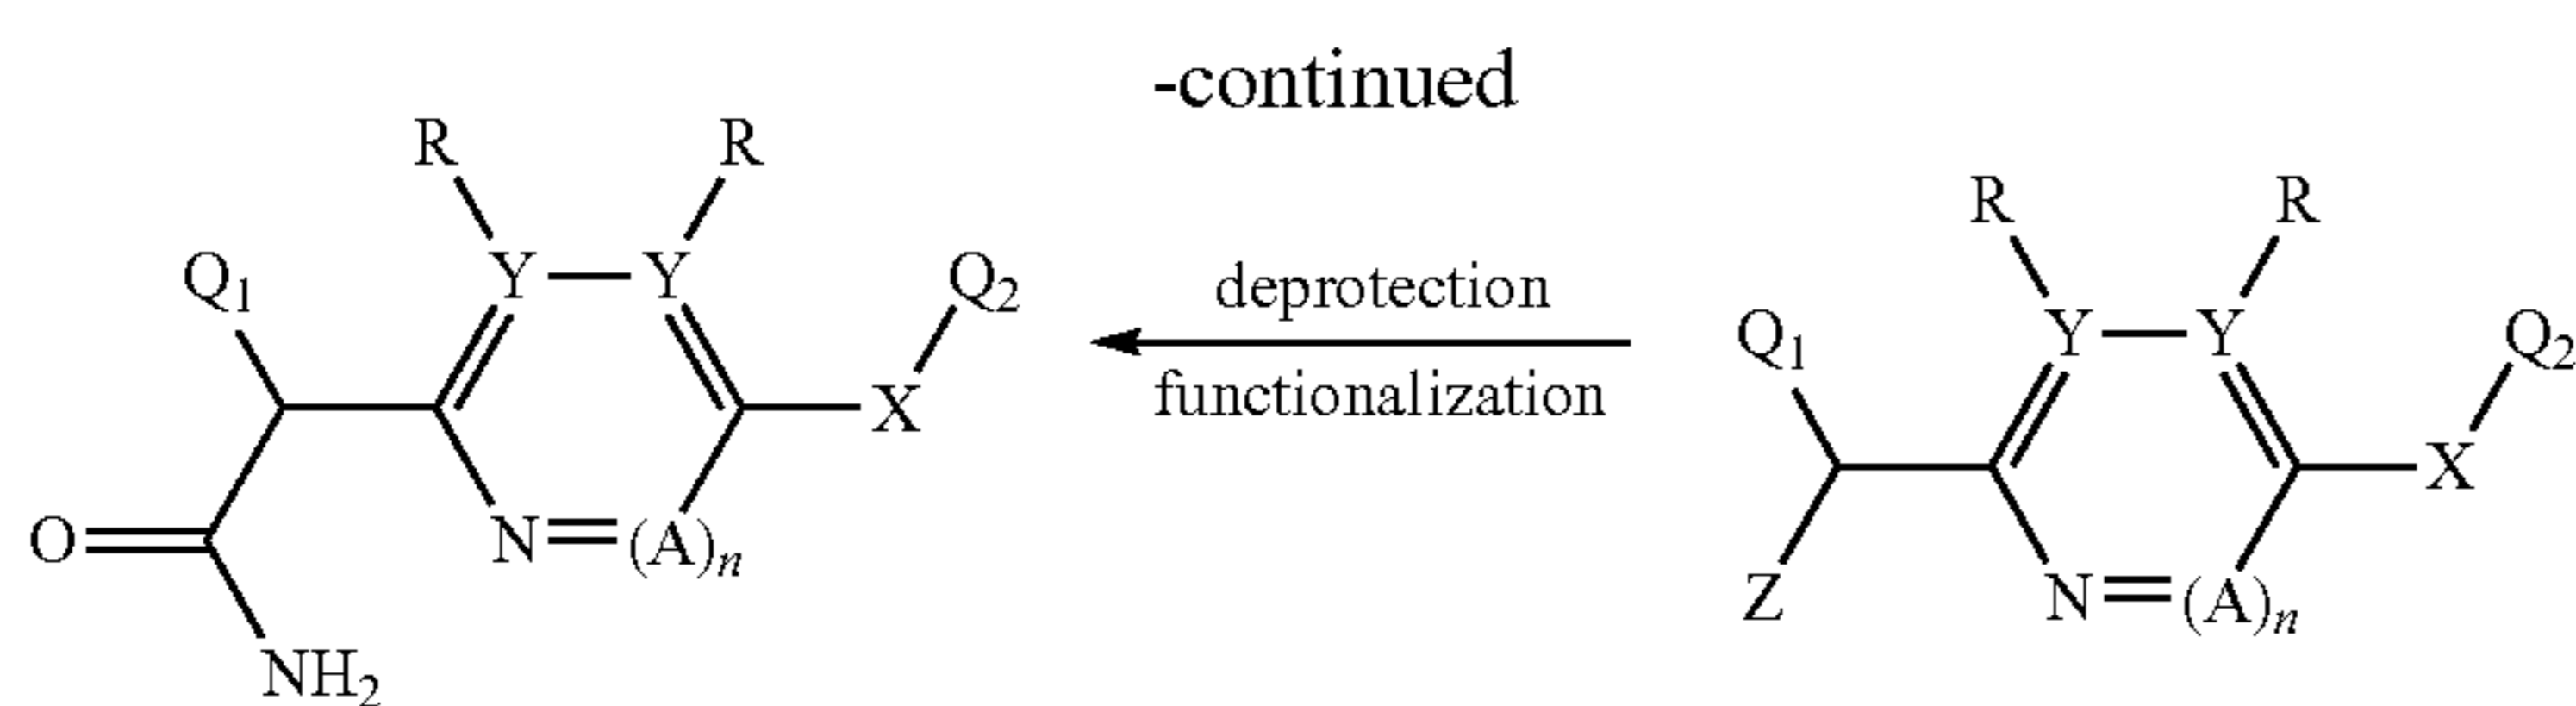 -continued
R R R R
Q1 Y Y Q2 deprotection Q1 Y Y Q2
X functionalization X
O N (A)n Z N (A)n
NH2